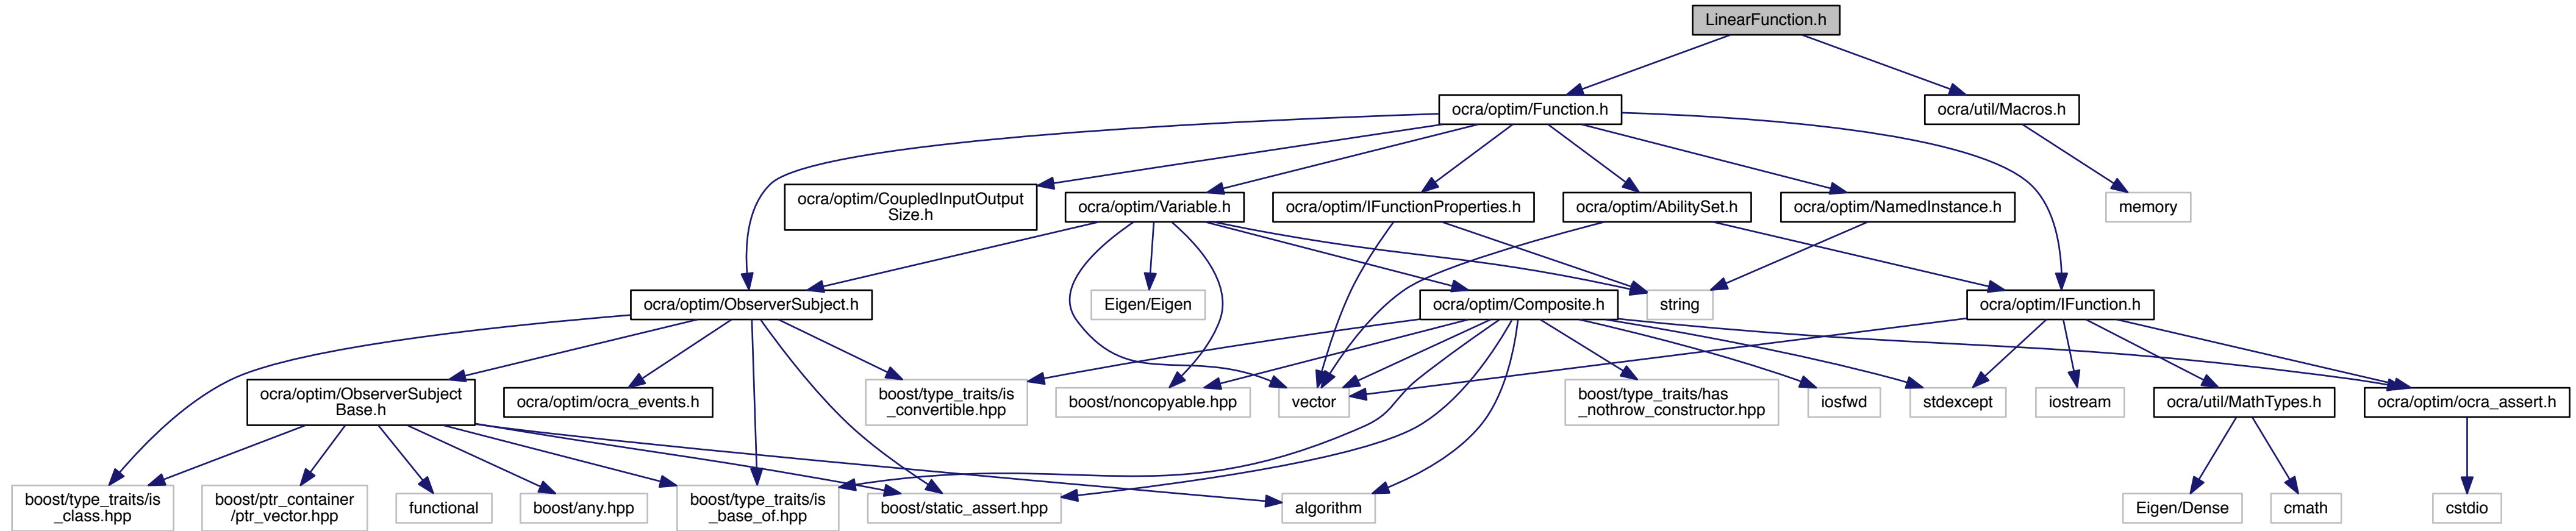 LinearFunction.h
ocra/optim/Function.h
ocra/util/Macros.h
ocra/optim/CoupledInputOutput
Size.h
ocra/optim/Variable.h
ocra/optim/IFunctionProperties.h
ocra/optim/AbilitySet.h
ocra/optim/NamedInstance.h
memory
ocra/optim/ObserverSubject.h
Eigen/Eigen
ocra/optim/Composite.h
string
ocra/optim/IFunction.h
ocra/optim/ObserverSubject
Base.h
ocra/optim/ocra_events.h
boost/type_traits/is
_convertible.hpp
boost/noncopyable.hpp
vector
boost/type_traits/has
_nothrow_constructor.hpp
iosfwd
stdexcept
iostream
ocra/util/MathTypes.h
ocra/optim/ocra_assert.h
boost/type_traits/is
_class.hpp
boost/ptr_container
/ptr_vector.hpp
functional
boost/any.hpp
boost/type_traits/is
_base_of.hpp
boost/static_assert.hpp
algorithm
Eigen/Dense
cmath
cstdio